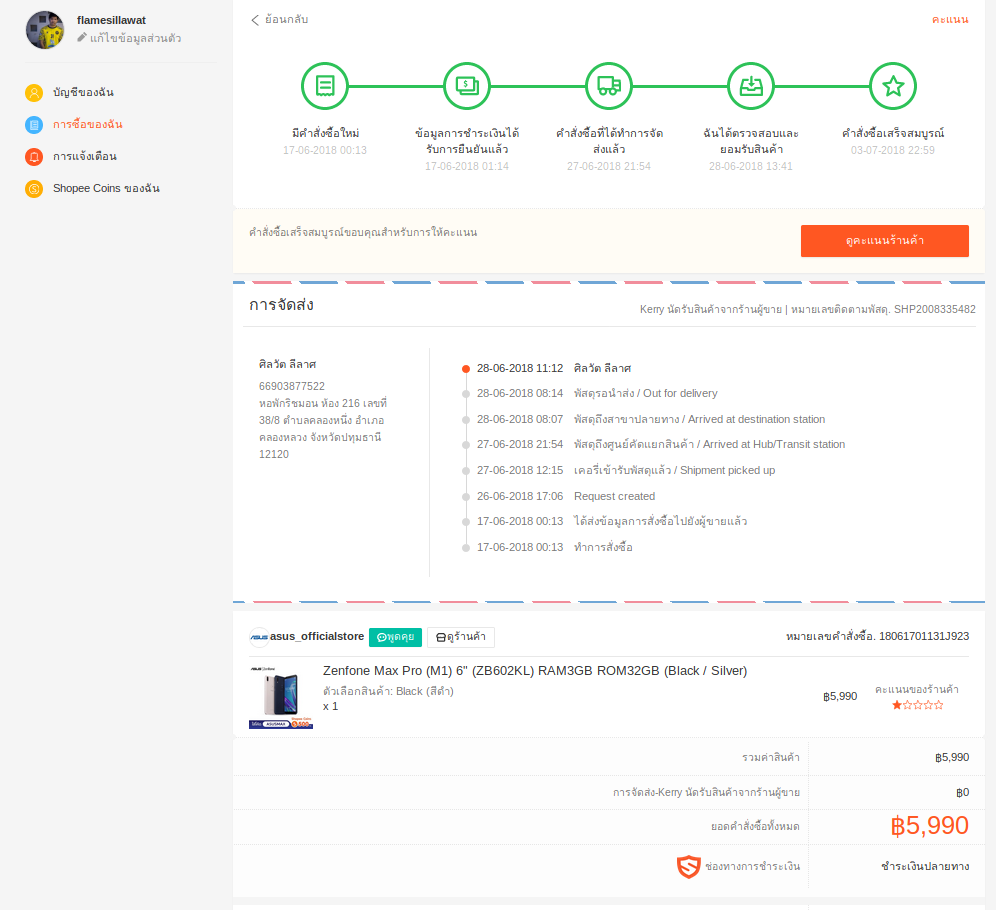 flamesillawat
แก้ไขข้อมูลส่วนตัว
บัญชีของฉัน
การซื้อของฉัน
การแจ้งเตือน
Shopee Coins ของฉัน
ย้อนกลับ
คะแนน
มีคำสั่งซื้อใหม่
17-06-2018 00:13
ข้อมูลการชำระเงินได้
รับการยืนยันแล้ว
17-06-2018 01:14
คำสั่งซื้อที่ได้ทำการจัด
ส่งแล้ว
27-06-2018 21:54
ฉันได้ตรวจสอบและ
ยอมรับสินค้า
28-06-2018 13:41
คำสั่งซื้อเสร็จสมบูรณ์
03-07-2018 22:59
คำสั่งซื้อเสร็จสมบูรณ์ขอบคุณสำหรับการให้คะแนน
ดูคะแนนร้านค้า
การจัดส่ง
Kerry นัดรับสินค้าจากร้านผู้ขาย | หมายเลขติดตามพัสดุ. SHP2008335482
ศิลวัต ลีลาศ
66903877522
หอพักริชมอน ห้อง 216 เลขที่
38/8 ตำบลคลองหนึ่ง อำเภอ
คลองหลวง จังหวัดปทุมธานี
12120
28-06-2018 11:12 ศิลวัต ลีลาศ
28-06-2018 08:14 พัสดุรอนำส่ง / Out for delivery
28-06-2018 08:07 พัสดุถึงสาขาปลายทาง / Arrived at destination station
27-06-2018 21:54 พัสดุถึงศูนย์คัดแยกสินค้า / Arrived at Hub/Transit station
27-06-2018 12:15 เคอรี่เข้ารับพัสดุแล้ว / Shipment picked up
26-06-2018 17:06 Request created
17-06-2018 00:13 ได้ส่งข้อมูลการสั่งซื้อไปยังผู้ขายแล้ว
17-06-2018 00:13 ทำการสั่งซื้อ
asus_officialstore พูดคุย ดูร้านค้า
หมายเลขคำสั่งซื้อ. 18061701131J923
Zenfone Max Pro (M1) 6" (ZB602KL) RAM3GB ROM32GB (Black / Silver)
ตัวเลือกสินค้า: Black (สีดำ)
x 1
฿5,990
คะแนนของร้านค้า
รวมค่าสินค้า ฿5,990
การจัดส่ง-Kerry นัดรับสินค้าจากร้านผู้ขาย ฿0
ยอดคำสั่งซื้อทั้งหมด ฿5,990
ช่องทางการชำระเงิน ชำระเงินปลายทาง